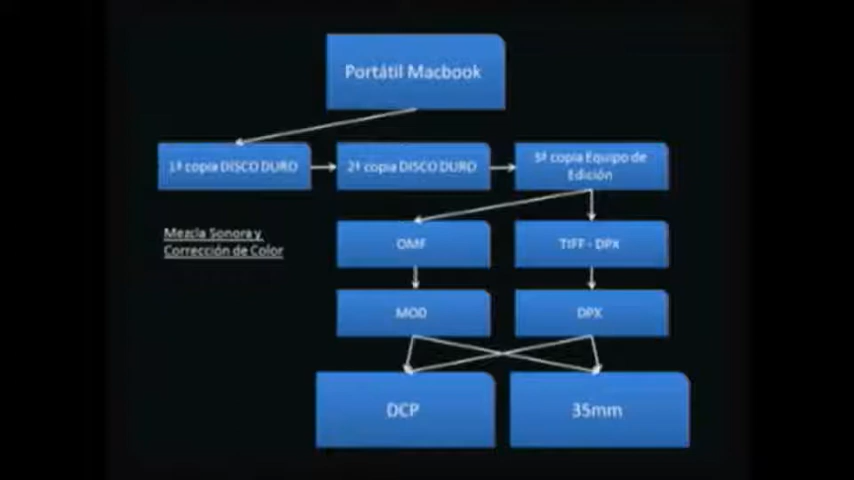 Portátil Macbook
1ª copia DISCO DURO
2ª copia DISCO DURO
3ª copia Equipo de
Edición
Mezcla Sonora y
Corrección de Color
OMF
TIFF - DPX
MOD
DPX
DCP
35mm